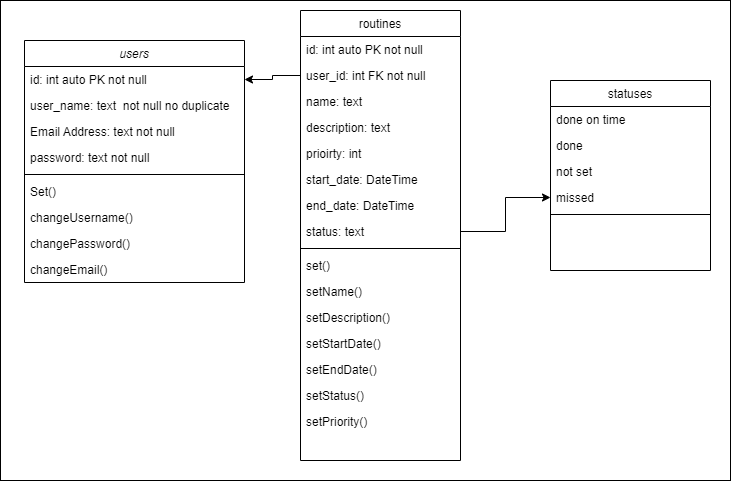 users
id: int auto PK not null
user_name: text  not null no duplicate
Email Address: text not null
password: text not null
Set()
changeUsername()
changePassword()
changeEmail()
routines
id: int auto PK not null
user_id: int FK not null
name: text
description: text
prioirty: int
start_date: DateTime
end_date: DateTime
status: text
set()
setName()
setDescription()
setStartDate()
setEndDate()
setStatus()
setPriority()
statuses
done on time
done
not set
missed